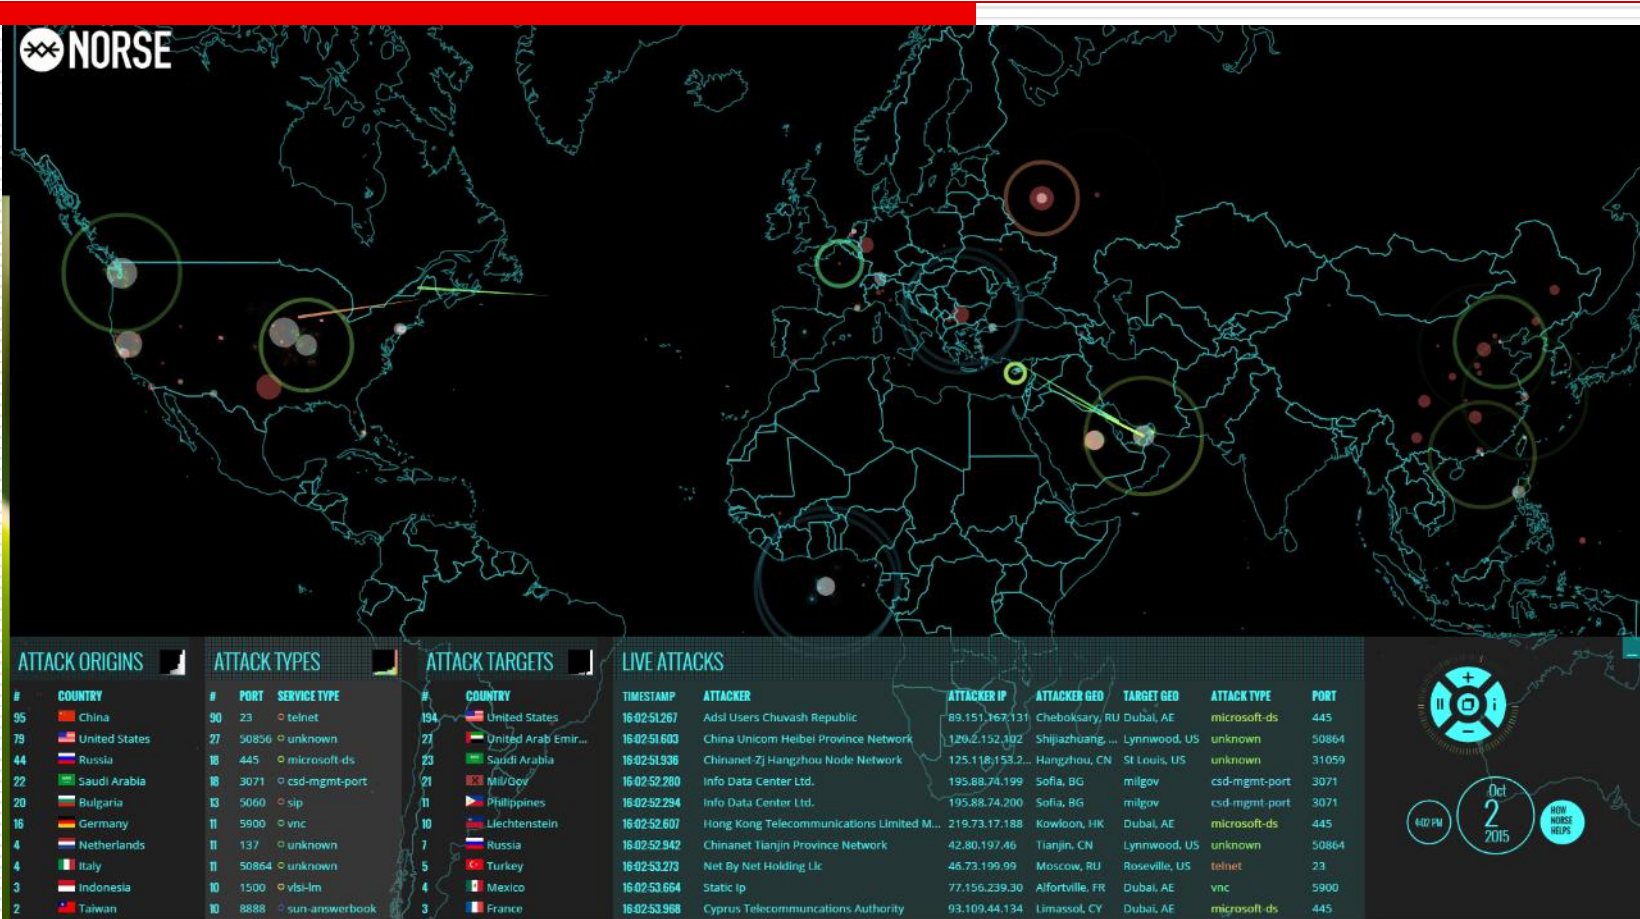 NORSE
ATTACK ORIGINS
# COUNTRY
95 China
79 United States
44 Russia
22 Saudi Arabia
20 Bulgaria
16 Germany
4 Netherlands
4 Italy
3 Indonesia
2 Taiwan
ATTACK TYPES
# PORT SERVICE TYPE
90 23 telnet
27 50856 unknown
18 445 microsoft-ds
18 3071 csd-mgmt-port
13 5060 sip
11 5900 vnc
11 137 unknown
11 50864 unknown
10 1500 vlsi-lm
10 8888 sun-answerbook
ATTACK TARGETS
# COUNTRY
194 United States
27 United Arab Emir...
23 Saudi Arabia
21 Mil/Gov
11 Philippines
10 Liechtenstein
7 Russia
5 Turkey
4 Mexico
3 France
LIVE ATTACKS
TIMESTAMP ATTACKER ATTACKER IP ATTACKER GEO TARGET GEO ATTACK TYPE PORT
16:02:51.267 Adsl Users Chuvash Republic 89.151.167.131 Cheboksary, RU Dubai, AE microsoft-ds 445
16:02:51.603 China Unicom Heibei Province Network 120.2.152.102 Shijiazhuang, ... Lynnwood, US unknown 50864
16:02:51.936 Chinanet-Zj Hangzhou Node Network 125.118.153.2... Hangzhou, CN St Louis, US unknown 31059
16:02:52.280 Info Data Center Ltd. 195.88.74.199 Sofia, BG milgov csd-mgmt-port 3071
16:02:52.294 Info Data Center Ltd. 195.88.74.200 Sofia, BG milgov csd-mgmt-port 3071
16:02:52.607 Hong Kong Telecommunications Limited M... 219.73.17.188 Kowloon, HK Dubai, AE microsoft-ds 445
16:02:52.942 Chinanet Tianjin Province Network 42.80.197.46 Tianjin, CN Lynnwood, US unknown 50864
16:02:53.273 Net By Net Holding Llc 46.73.199.99 Moscow, RU Roseville, US telnet 23
16:02:53.664 Static Ip 77.156.239.30 Alfortville, FR Dubai, AE vnc 5900
16:02:53.968 Cyprus Telecommuncations Authority 93.109.44.134 Limassol, CY Dubai, AE microsoft-ds 445
i
4:02 PM
Oct
2
2015
HOW
NORSE
HELPS